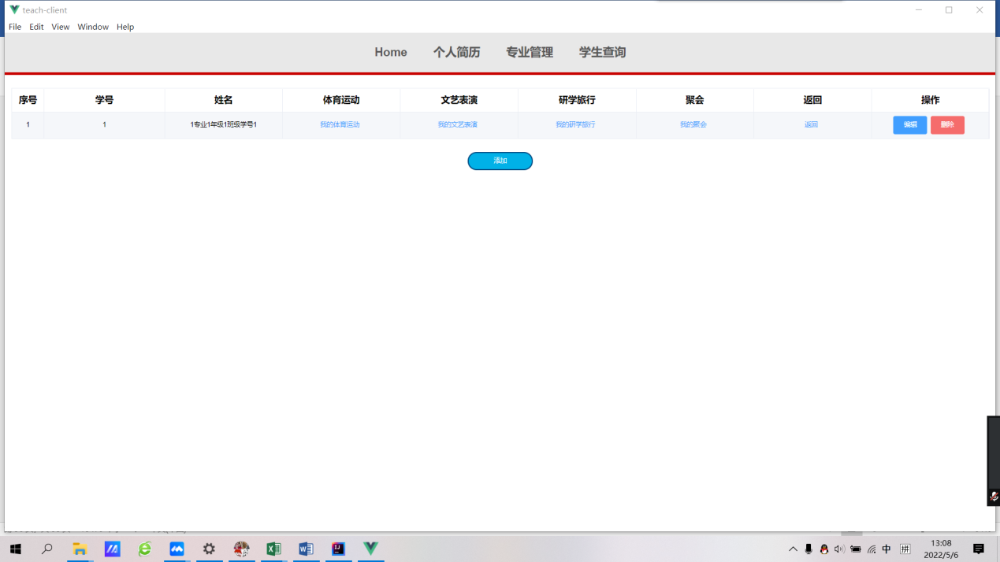 teach-client
File Edit View Window Help
Home 个人简历 专业管理 学生查询
序号 学号 姓名 体育运动 文艺表演 研学旅行 聚会 返回 操作
1 1 1专业1年级1班级学号1 我的体育运动 我的文艺表演 我的研学旅行 我的聚会 返回 编辑 删除
添加
中 拼 13:08
2022/5/6